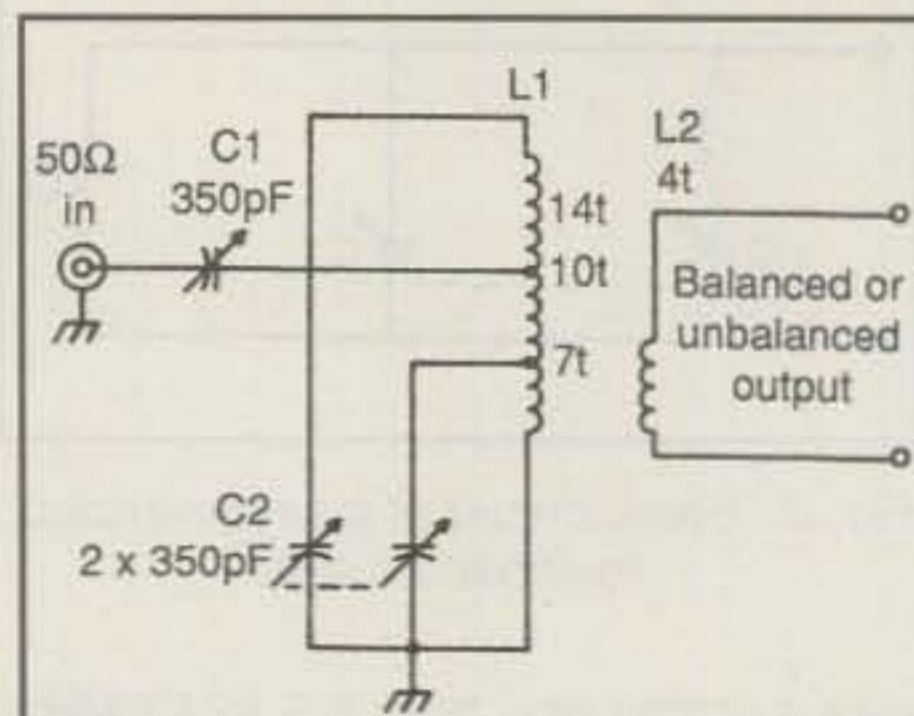 L1
L2
4t
50Ω
in
C1
350pF
14t
10t
7t
Balanced or
unbalanced
output
C2
2 x 350pF